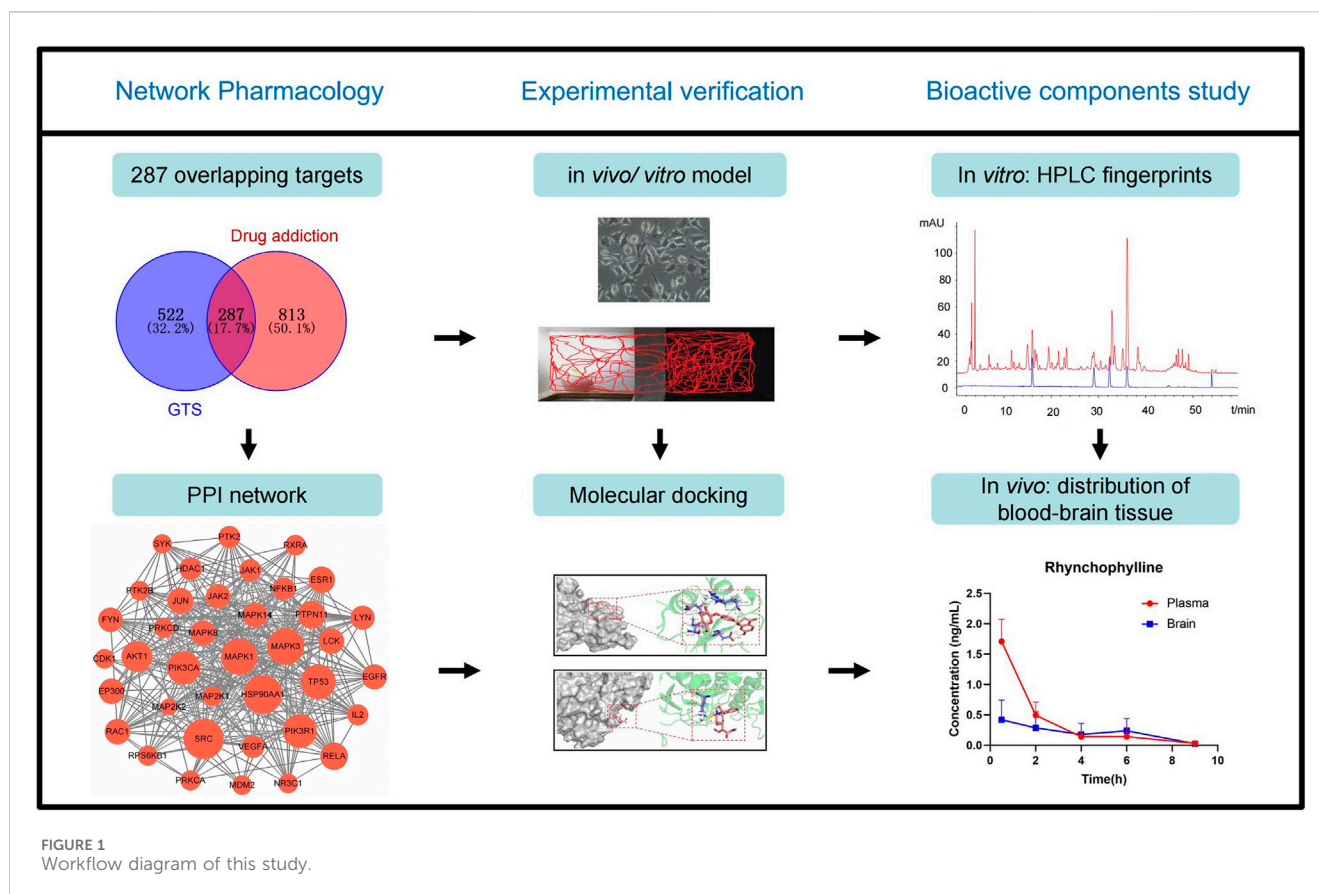 Network Pharmacology
Experimental verification
Bioactive components study
287 overlapping targets
in vivo/ vitro model
In vitro: HPLC fingerprints
Drug addiction
522
(32.2%)
287
(17.7%)
813
(50.1%)
GTS
mAU
100
80
60
40
20
0
0
10
20
30
40
50
t/min
PPI network
Molecular docking
In vivo: distribution of
blood-brain tissue
SYK
PTK2
RXRA
HDAC1
JAK1
NFKB1
ESR1
PTK2B
JUN
JAK2
MAPK14
PTPN11
FYN
PRKCD
MAPK8
LCK
LYN
CDK1
AKT1
PIK3CA
MAPK1
MAPK3
EGFR
EP300
MAP2K1
HSP90AA1
TP53
MAP2K2
IL2
RAC1
SRC
PIK3R1
RPS6KB1
VEGFA
RELA
PRKCA
MDM2
NR3C1
Rhynchophylline
Concentration (ng/mL)
2.5
2.0
1.5
1.0
0.5
0.0
Plasma
Brain
0
2
4
6
8
10
Time(h)
FIGURE 1
Workflow diagram of this study.